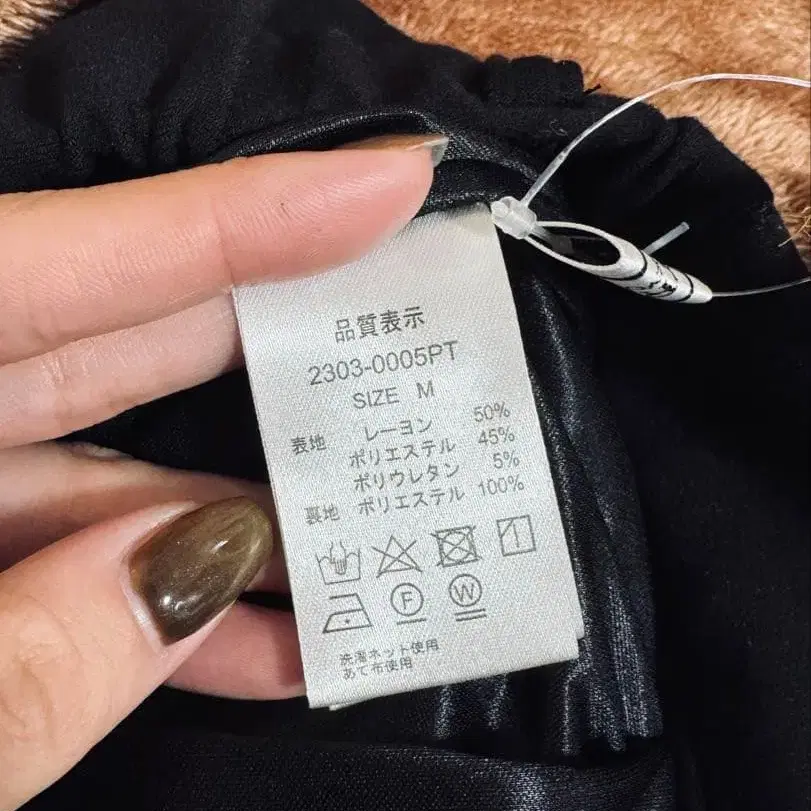 品質表示
2303-0005PT
SIZE M
表地 レーヨン 50%
ポリエステル 45%
ポリウレタン 5%
裏地 ポリエステル 100%
F W
洗濯ネット使用
あて布使用